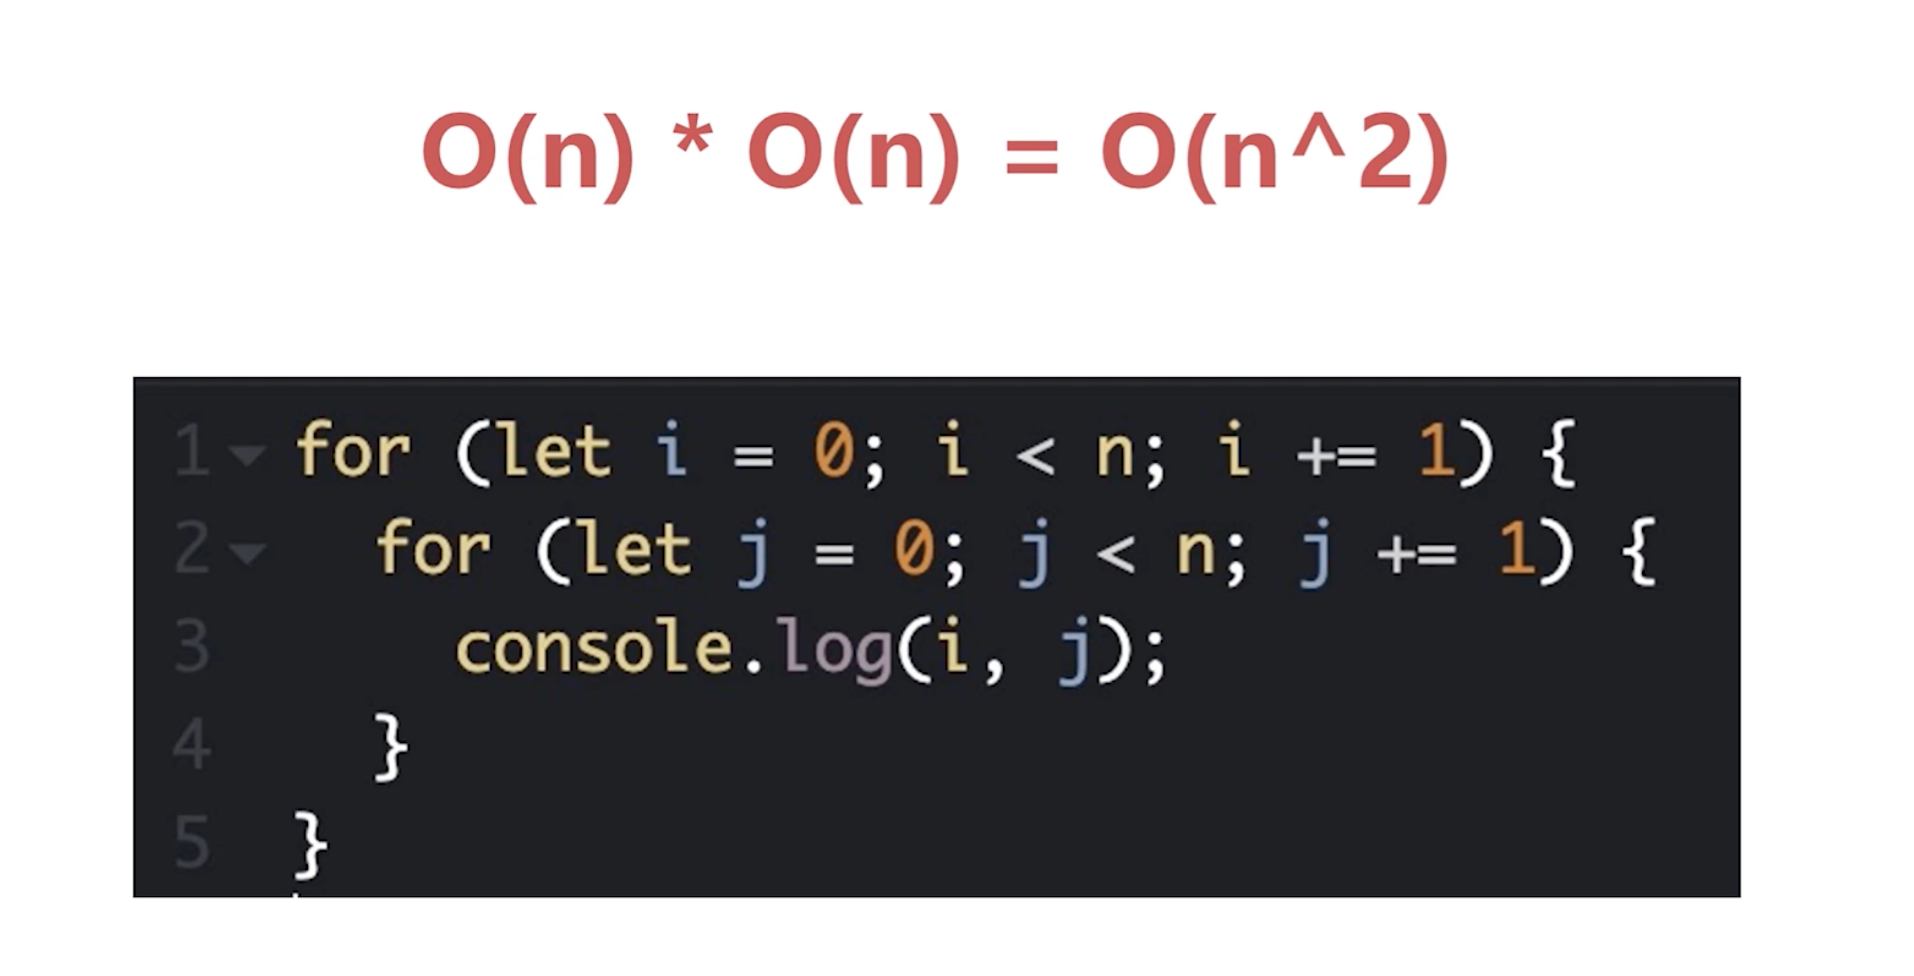 O(n) * O(n) = O(n^2)
1 for (let i = 0; i < n; i += 1) {
2 for (let j = 0; j < n; j += 1) {
3 console.log(i, j);
4 }
5 }